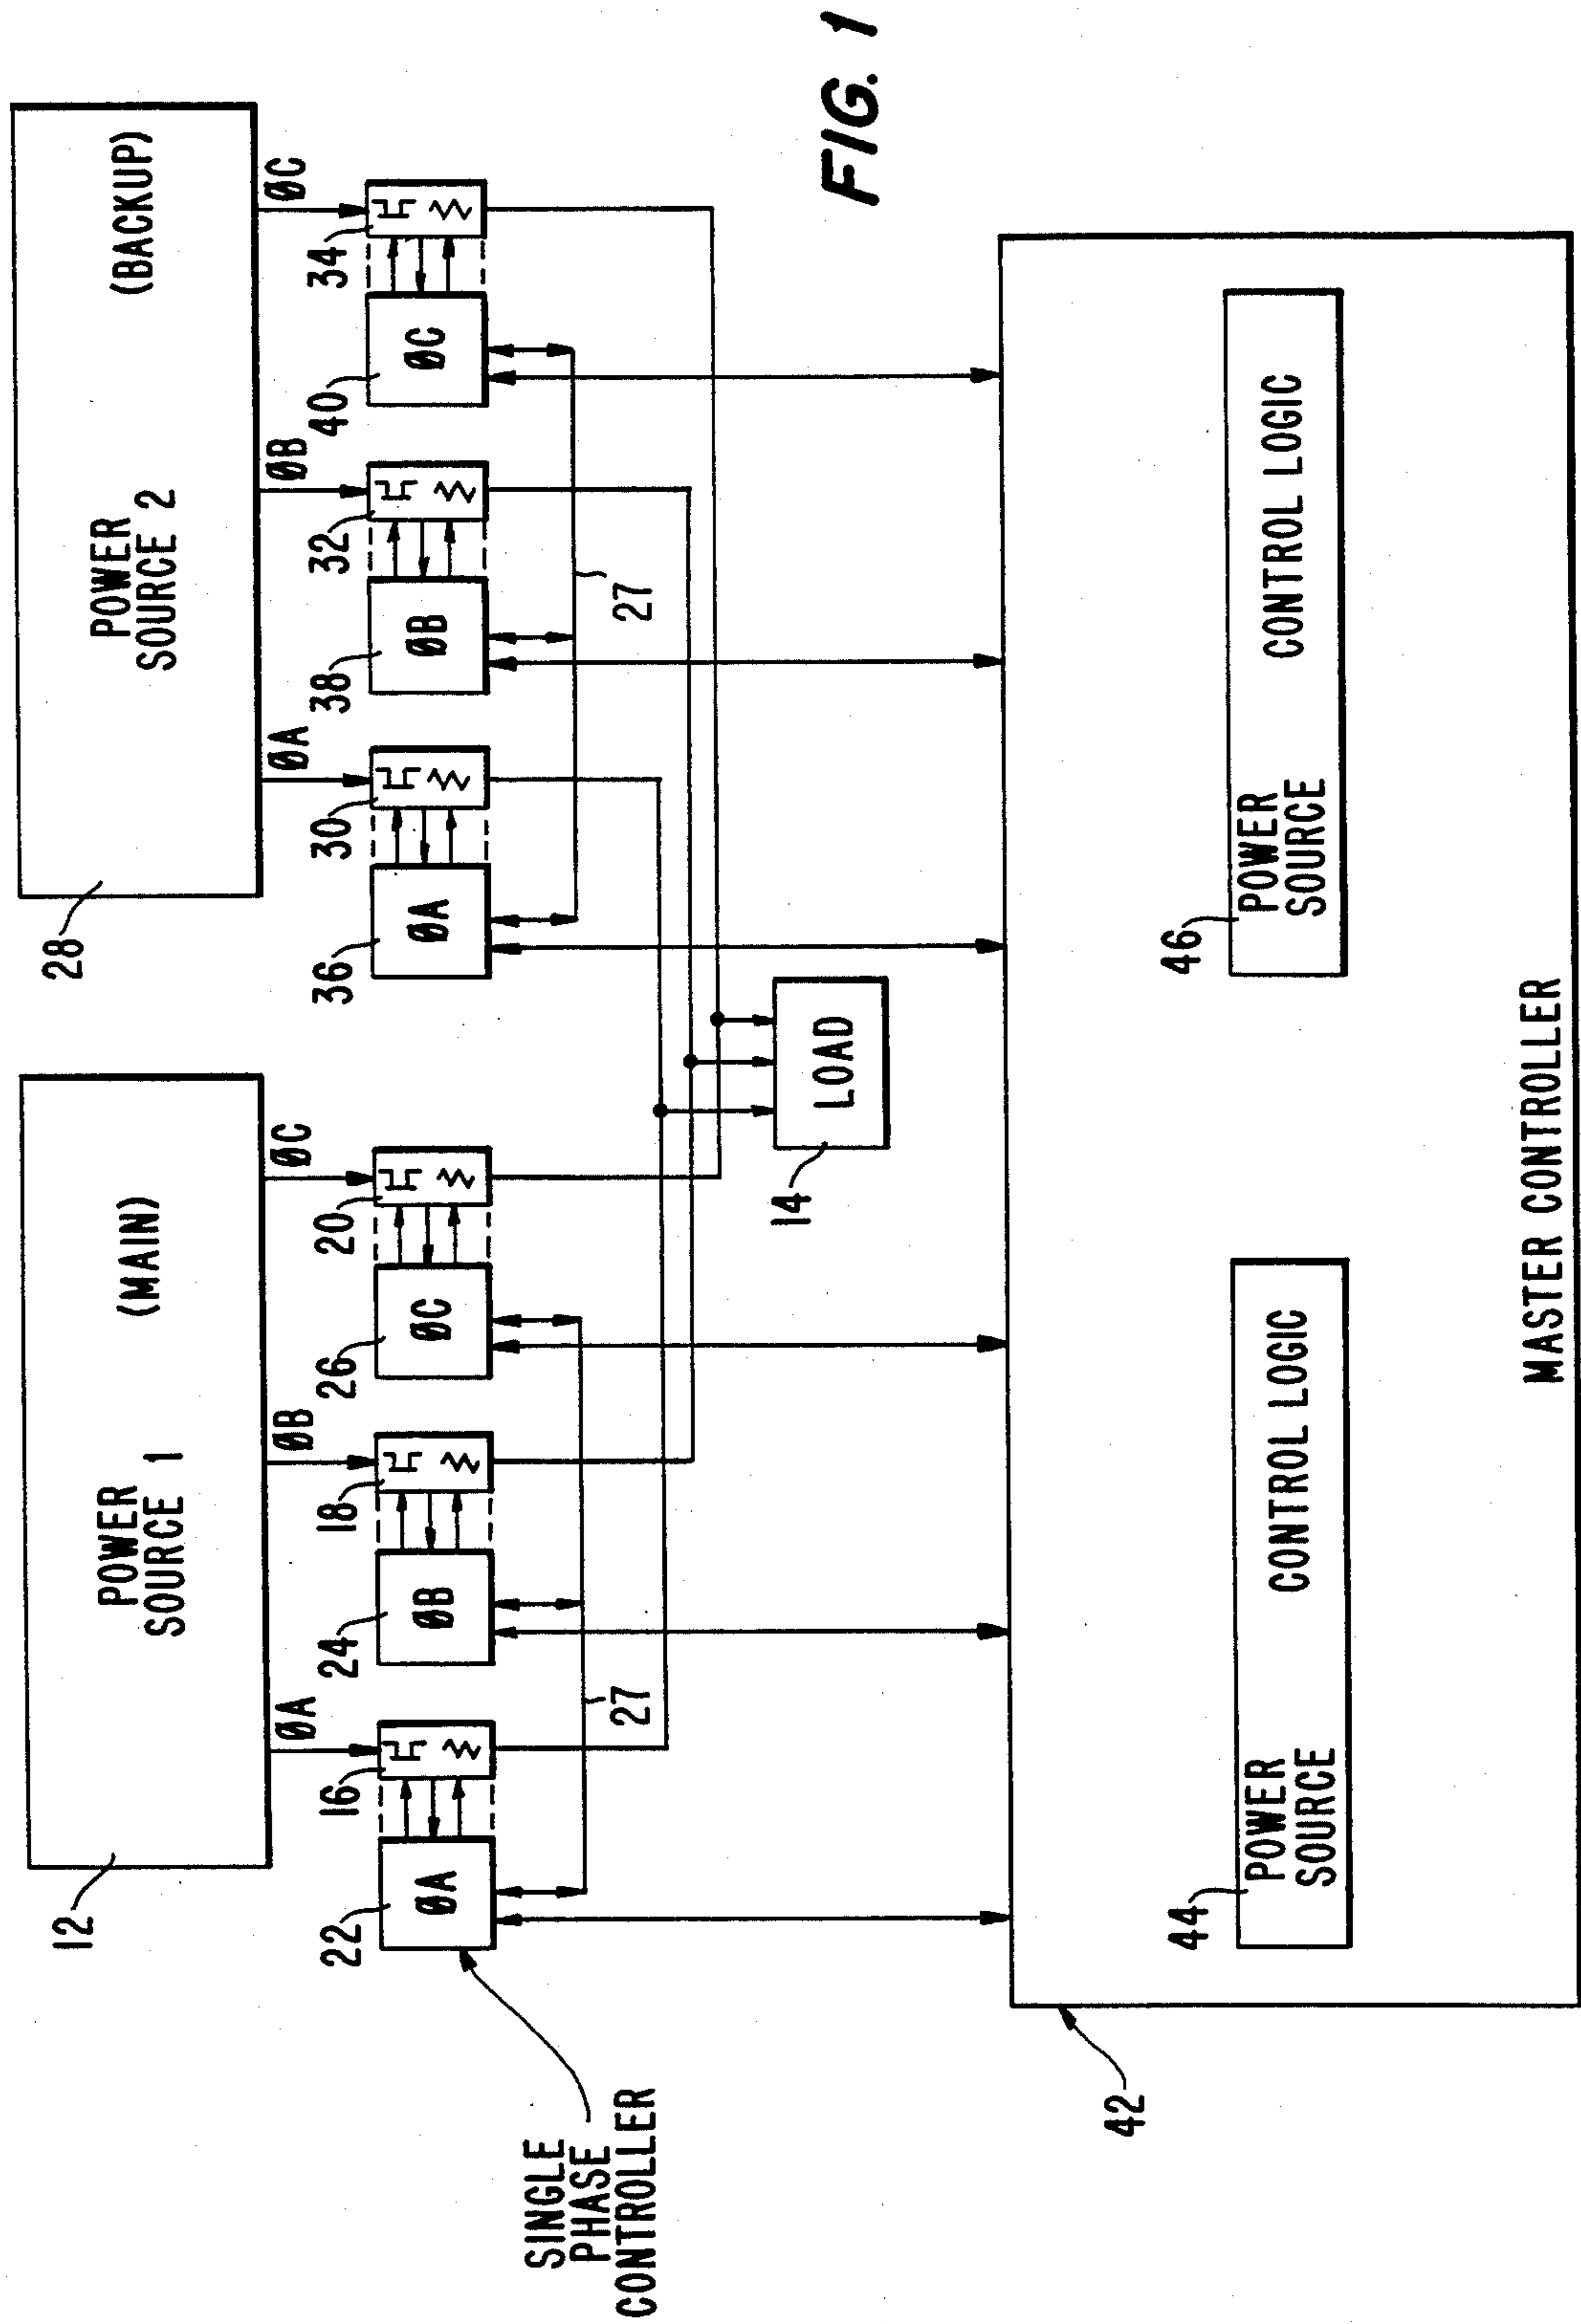 12
POWER
SOURCE 1
(MAIN)
28
POWER
SOURCE 2
(BACKUP)
ØA
ØB
ØC
ØA
ØB
ØC
22
ØA
16
24
ØB
18
26
ØC
20
36
ØA
30
38
ØB
32
40
ØC
34
27
27
SINGLE
PHASE
CONTROLLER
14
LOAD
FIG. 1
42
44
POWER
SOURCE
CONTROL LOGIC
46
POWER
SOURCE
CONTROL LOGIC
MASTER CONTROLLER